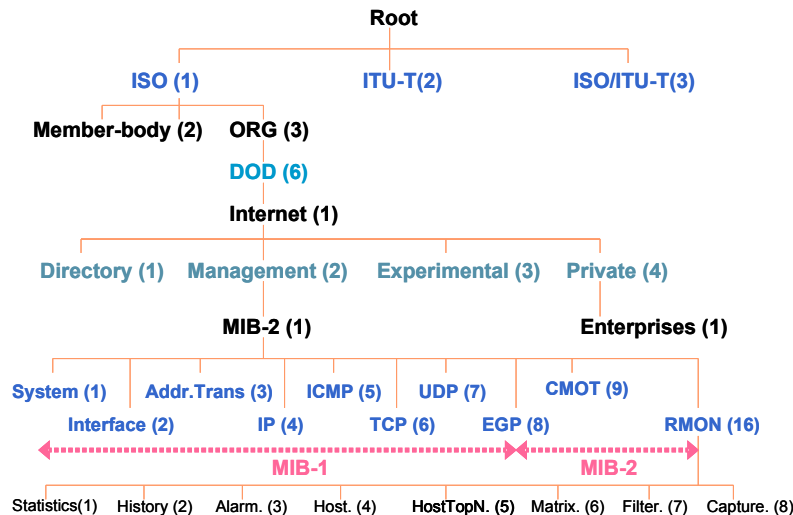 Root
ISO (1) ITU-T(2) ISO/ITU-T(3)
Member-body (2) ORG (3)
DOD (6)
Internet (1)
Directory (1) Management (2) Experimental (3) Private (4)
MIB-2 (1) Enterprises (1)
System (1) Addr.Trans (3) ICMP (5) UDP (7) CMOT (9)
Interface (2) IP (4) TCP (6) EGP (8) RMON (16)
MIB-1 MIB-2
Statistics(1) History (2) Alarm. (3) Host. (4) HostTopN. (5) Matrix. (6) Filter. (7) Capture. (8)